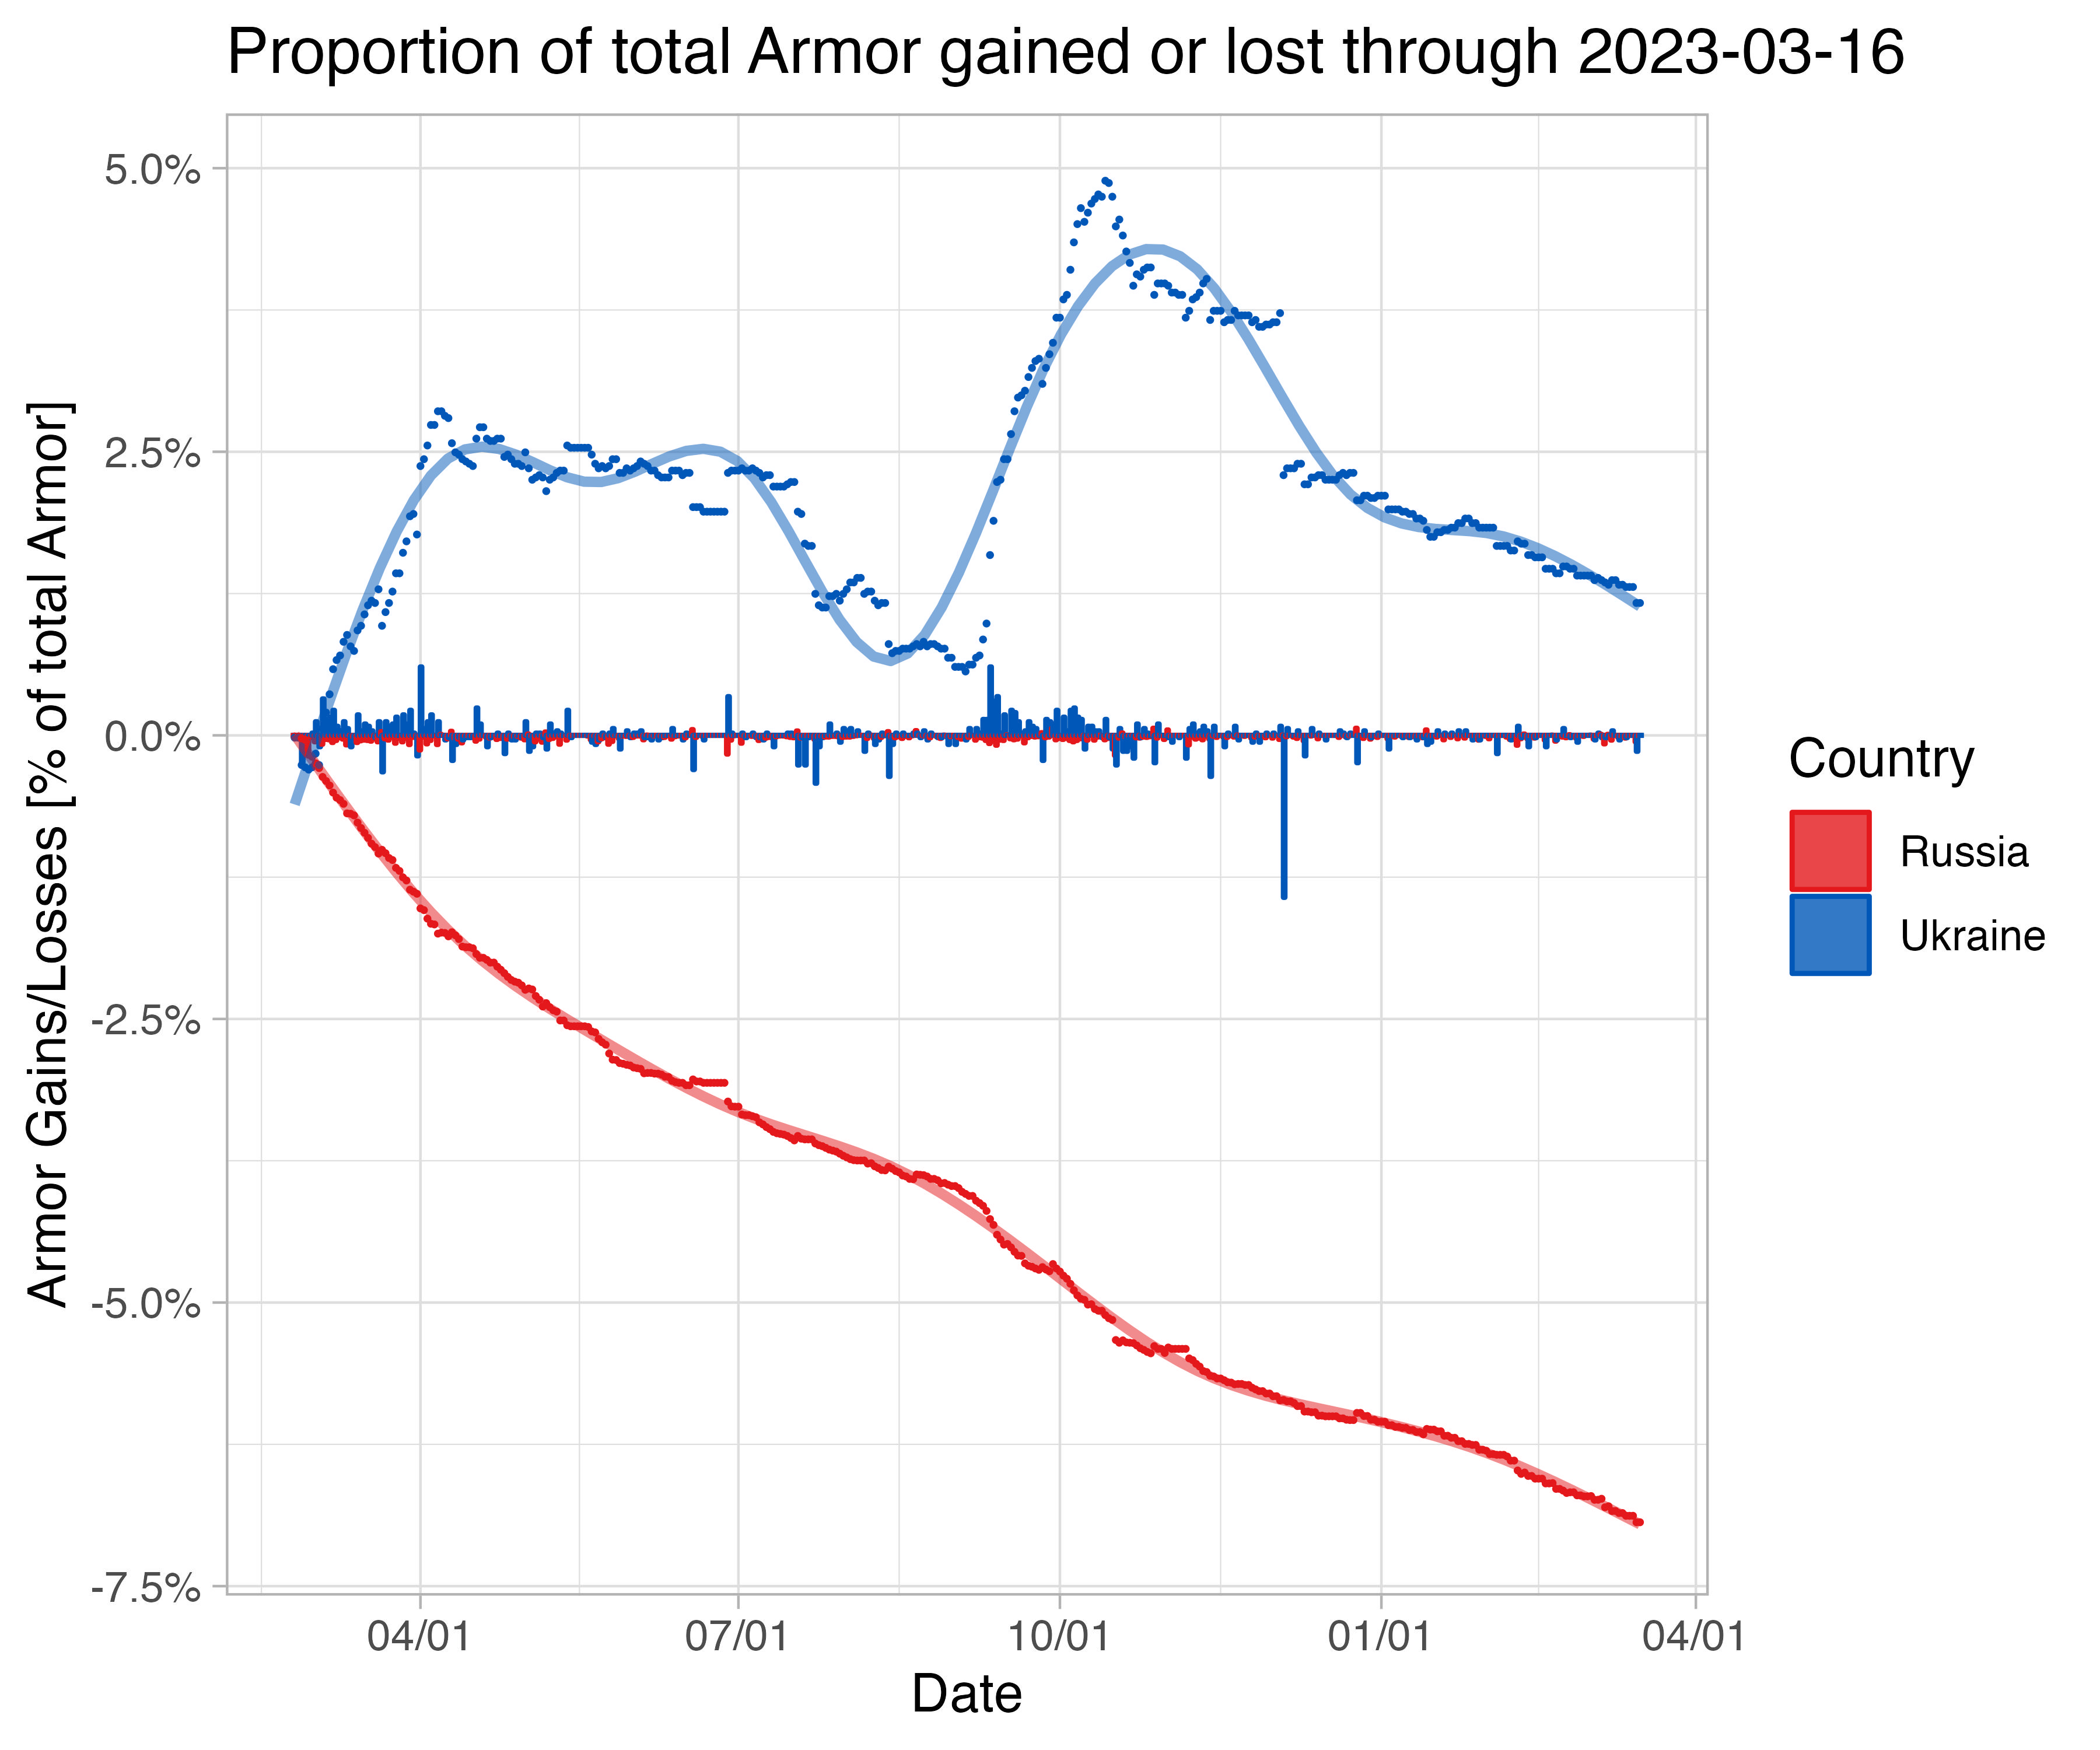 Proportion of total Armor gained or lost through 2023-03-16
Armor Gains/Losses [% of total Armor]
5.0%
2.5%
0.0%
-2.5%
-5.0%
-7.5%
04/01
07/01
10/01
01/01
04/01
Date
Country
Russia
Ukraine